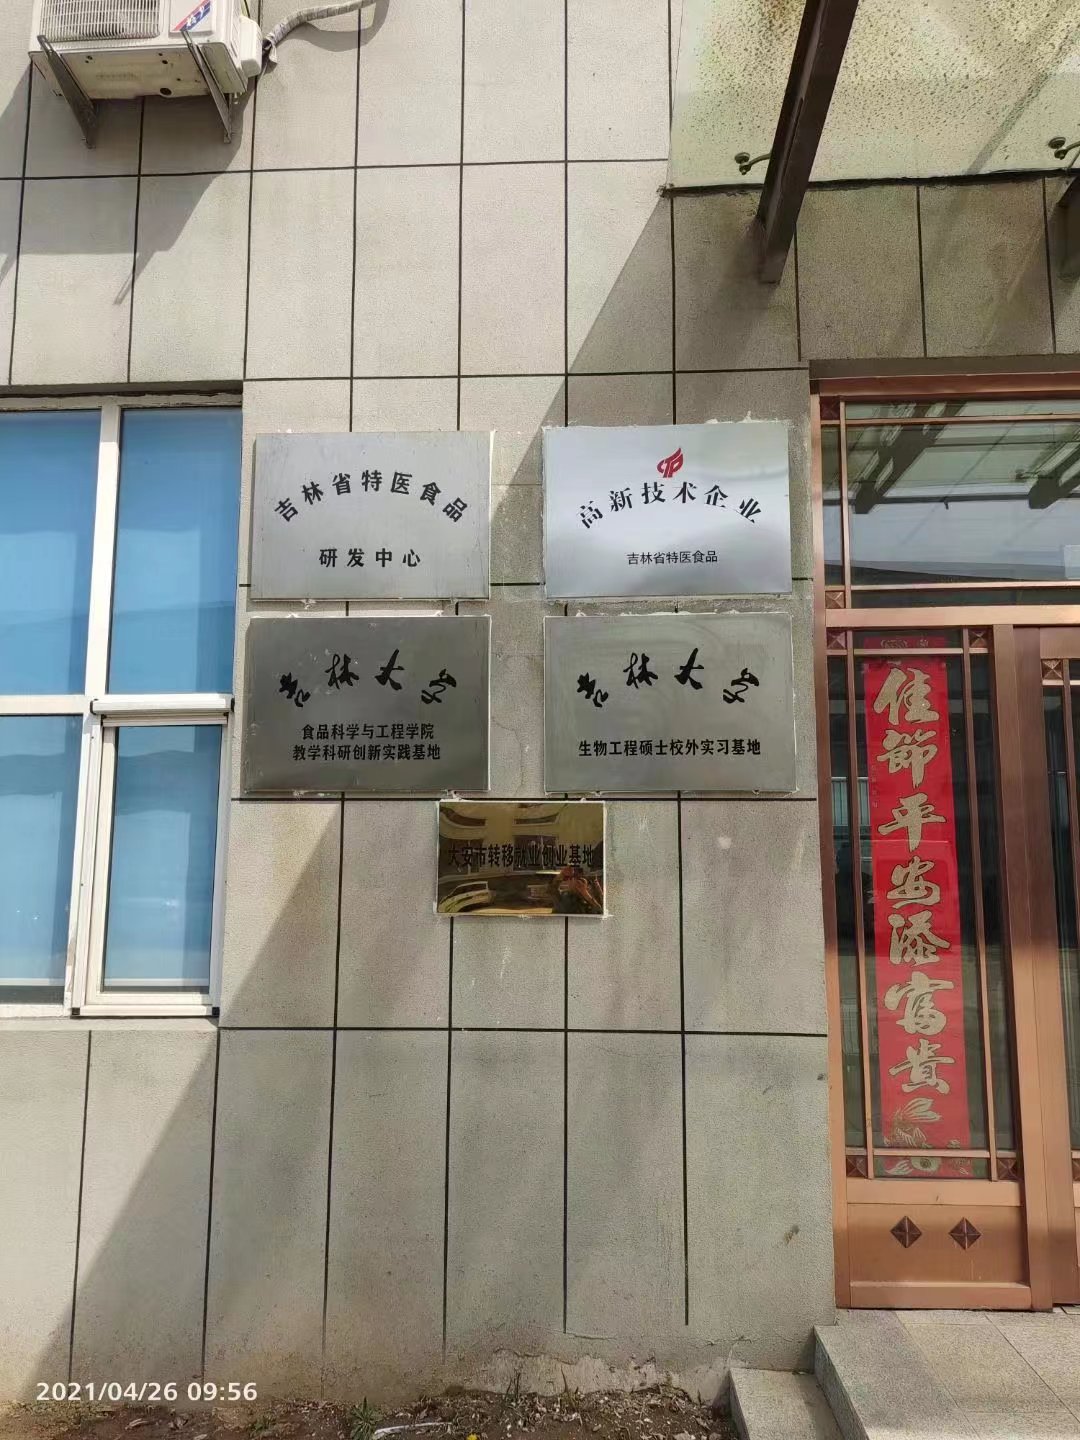 吉林省特医食品
研发中心
高新技术企业
吉林省特医食品
吉林大学
食品科学与工程学院
教学科研创新实践基地
吉林大学
生物工程硕士校外实习基地
大安市转移就业创业基地
佳節平安添富貴
2021/04/26 09:56